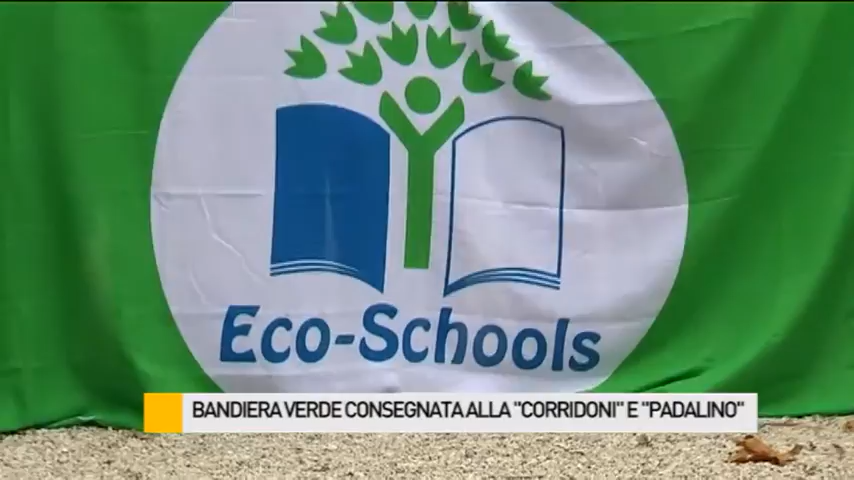 Eco-Schools
BANDIERA VERDE CONSEGNATA ALLA "CORRIDONI" E "PADALINO"